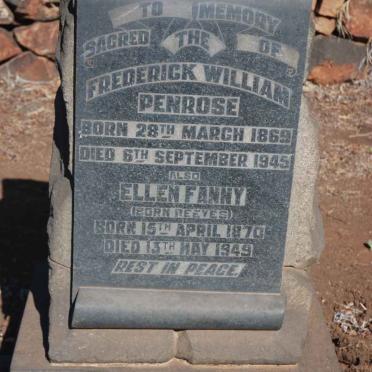 TO MEMORY
SACRED THE OF
FREDERICK WILLIAM
PENROSE
BORN 28TH MARCH 1869
DIED 6TH SEPTEMBER 1945
ALSO
ELLEN FANNY
(BORN REEVES)
BORN 15TH APRIL 1870
DIED 13TH MAY 1949
REST IN PEACE